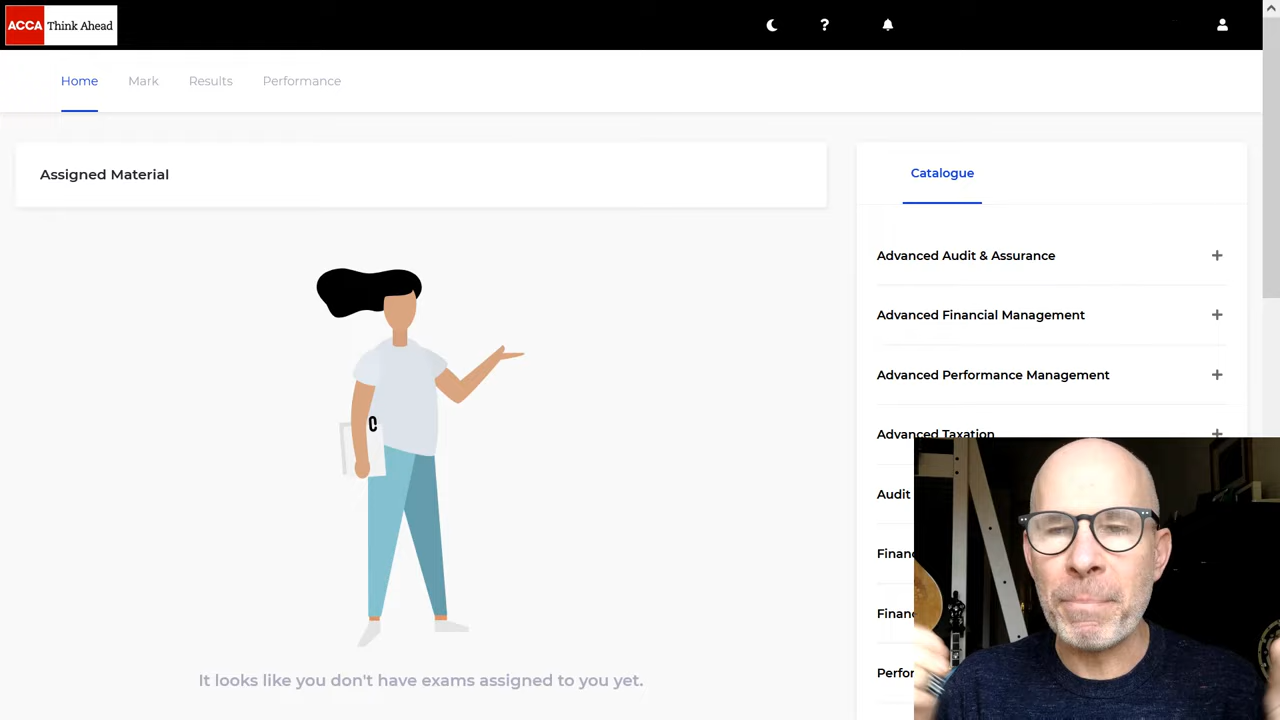 ACCA Think Ahead
?
Home Mark Results Performance
Assigned Material
Catalogue
Advanced Audit & Assurance +
Advanced Financial Management +
Advanced Performance Management +
Advanced Taxation +
Audit
It looks like you don't have exams assigned to you yet.